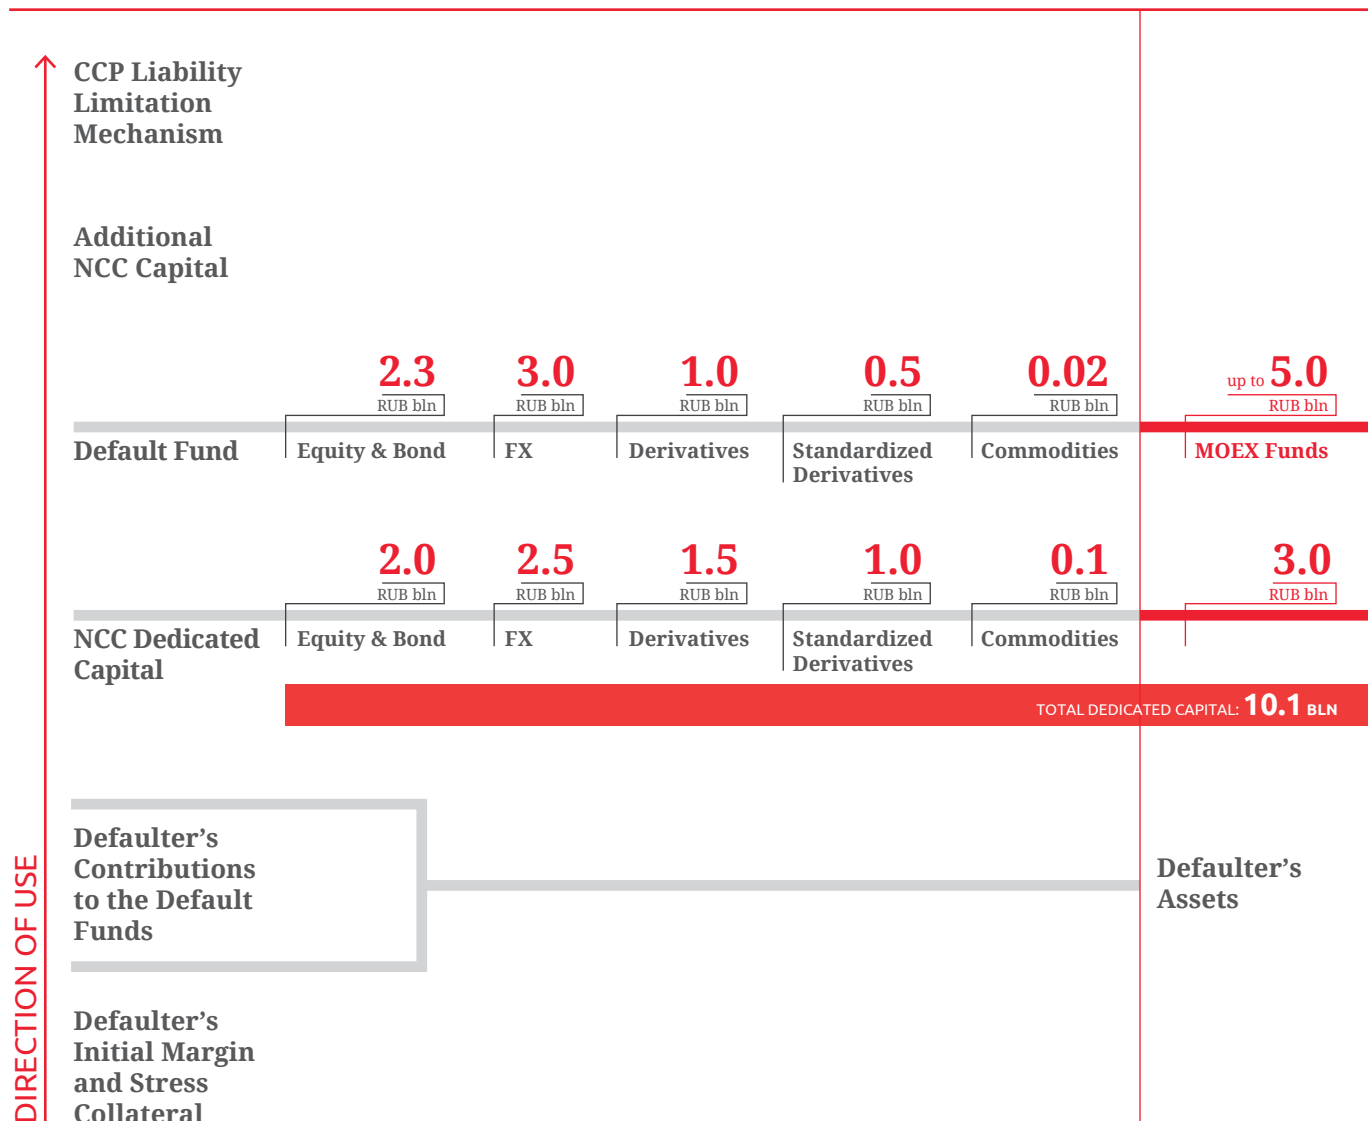 CCP Liability
Limitation
Mechanism
Additional
NCC Capital
2.3 3.0 1.0 0.5 0.02 up to 5.0
RUB bln RUB bln RUB bln RUB bln RUB bln RUB bln
Default Fund Equity & Bond FX Derivatives Standardized Commodities MOEX Funds
Derivatives
2.0 2.5 1.5 1.0 0.1 3.0
RUB bln RUB bln RUB bln RUB bln RUB bln RUB bln
NCC Dedicated Equity & Bond FX Derivatives Standardized Commodities
Capital Derivatives
TOTAL DEDICATED CAPITAL: 10.1 BLN
Defaulter’s
Contributions
to the Default
Funds
Defaulter’s
Assets
Defaulter’s
Initial Margin
and Stress
Collateral
DIRECTION OF USE